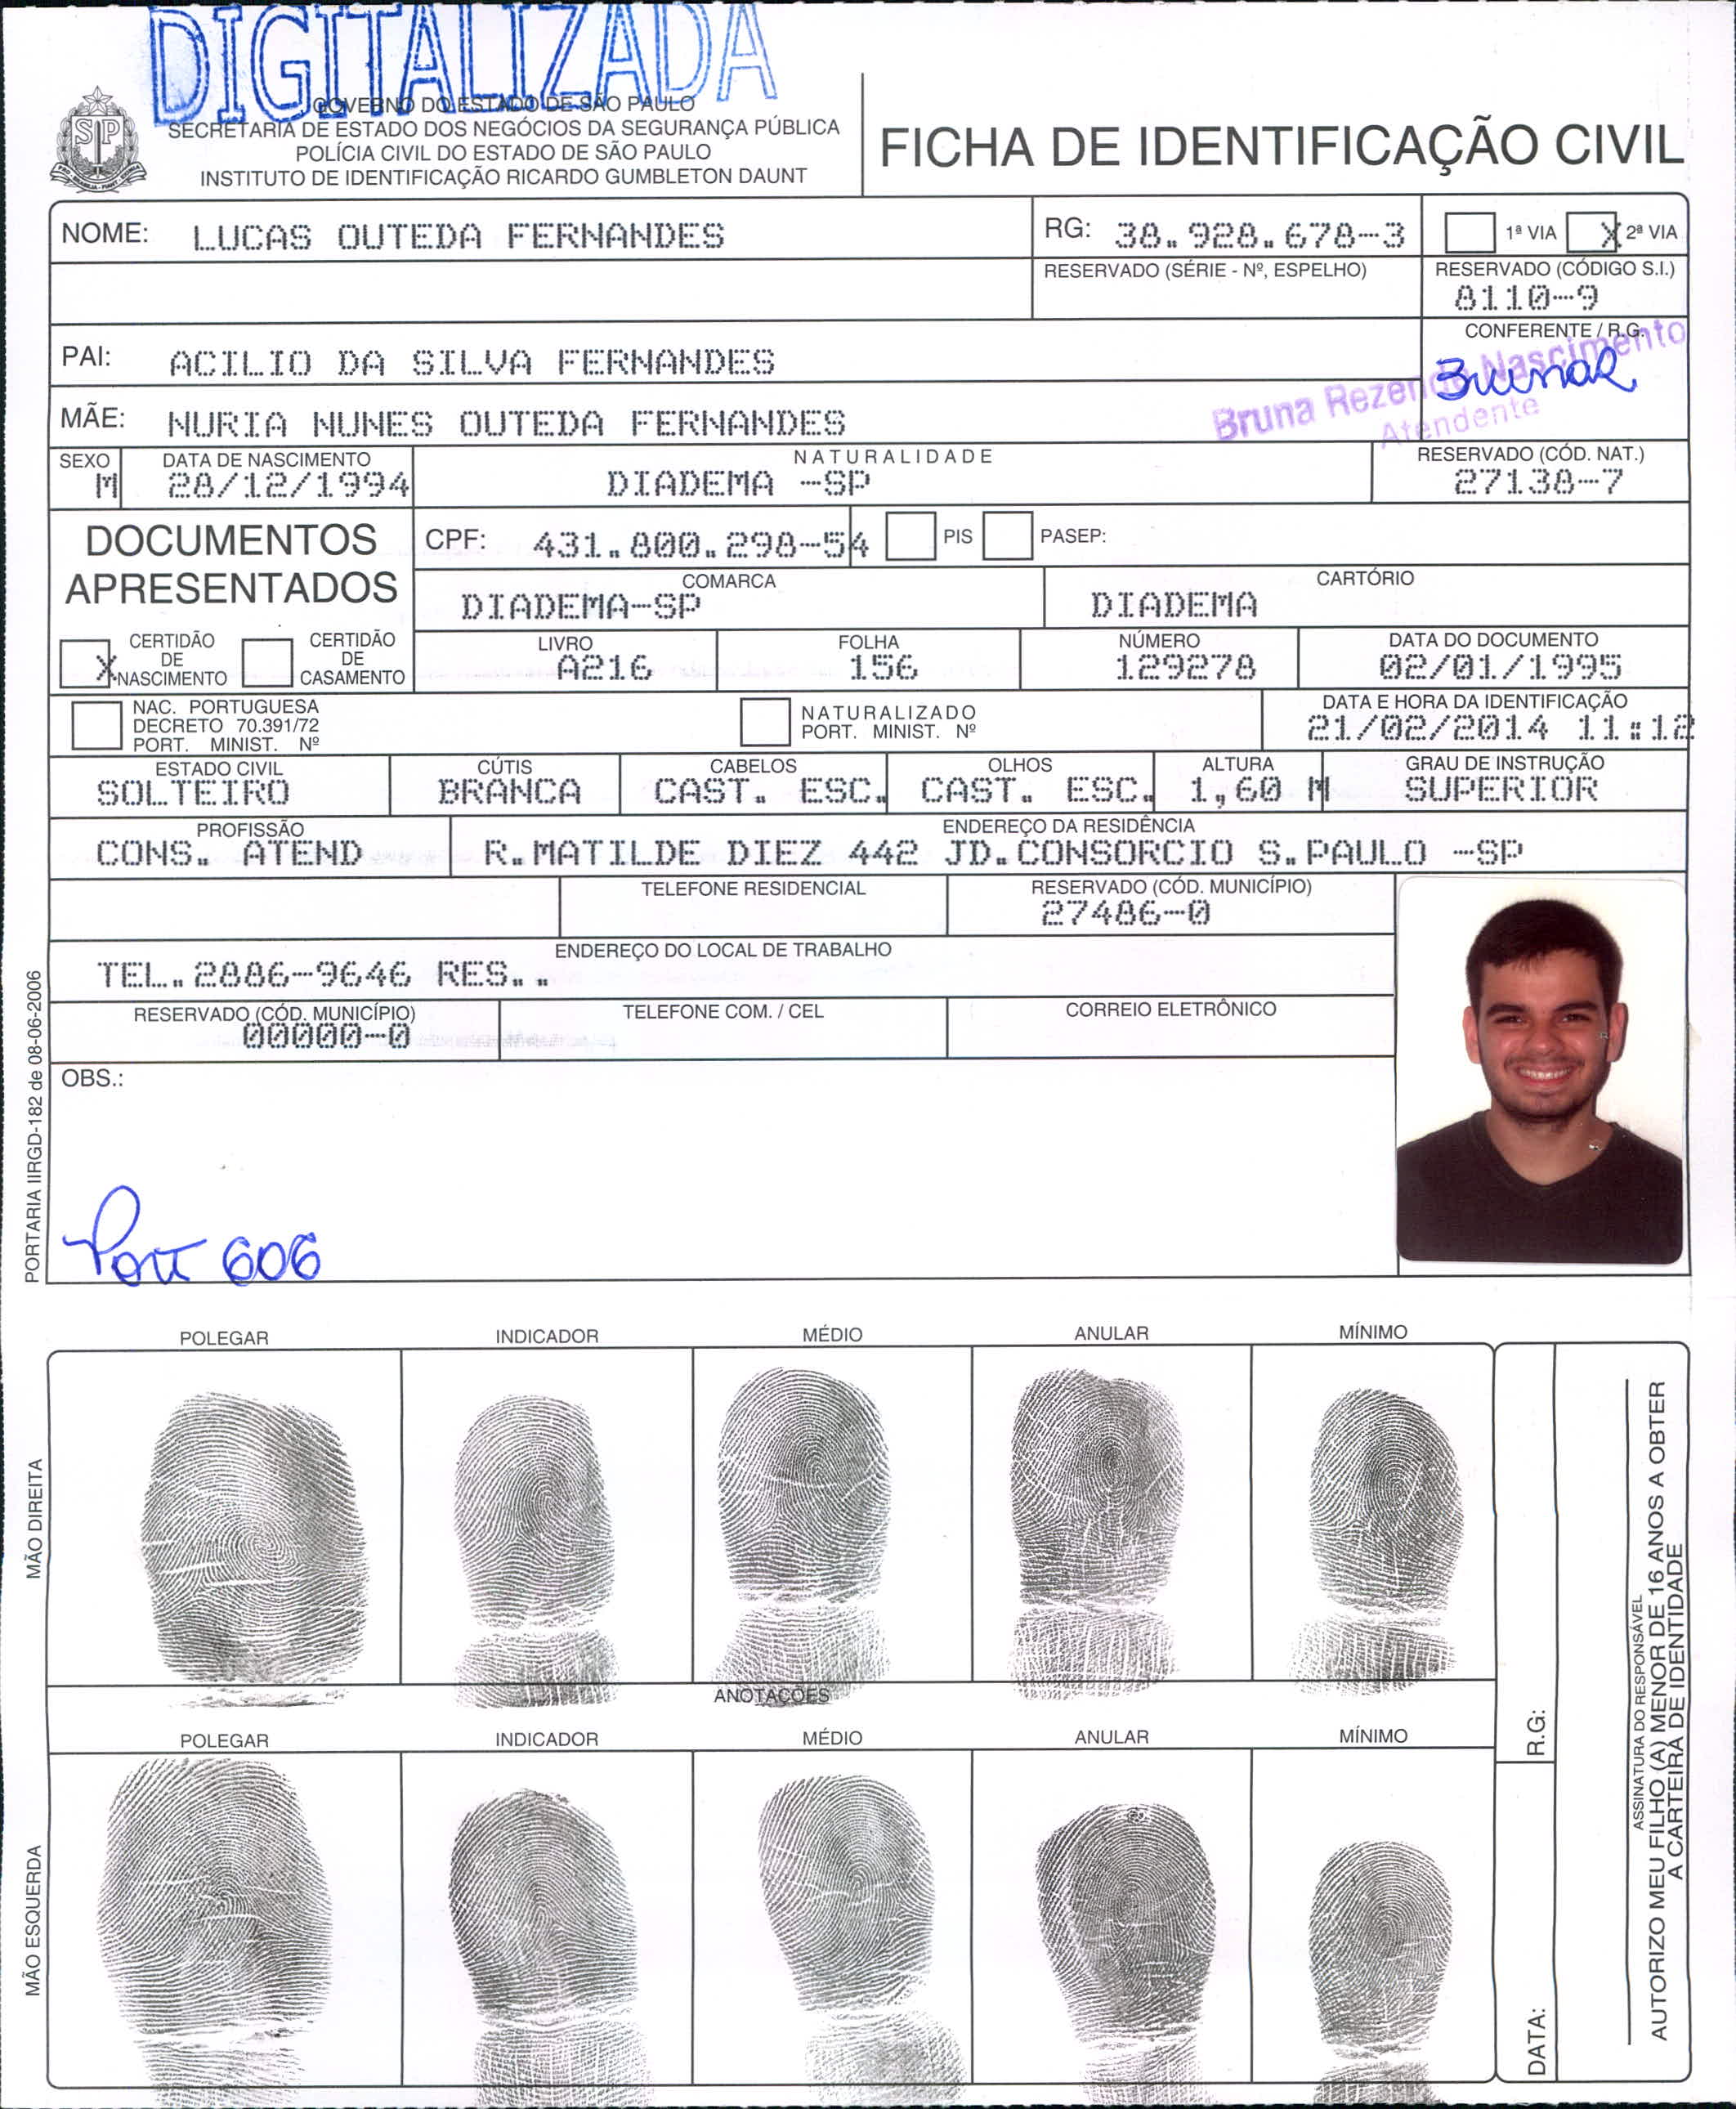 DIGITALIZADA
GOVERNO DO ESTADO DE SÃO PAULO
SECRETARIA DE ESTADO DOS NEGÓCIOS DA SEGURANÇA PÚBLICA
POLÍCIA CIVIL DO ESTADO DE SÃO PAULO
INSTITUTO DE IDENTIFICAÇÃO RICARDO GUMBLETON DAUNT
FICHA DE IDENTIFICAÇÃO CIVIL
NOME: LUCAS OUTEDA FERNANDES
RG: 38.928.678-3
1ª VIA X 2ª VIA
RESERVADO (SÉRIE - Nº, ESPELHO)
RESERVADO (CÓDIGO S.I.)
8110-9
PAI: ACILIO DA SILVA FERNANDES
CONFERENTE / R.G.
Bruna Rezende Nascimento
Atendente
MÃE: NURIA NUNES OUTEDA FERNANDES
SEXO
M
DATA DE NASCIMENTO
28/12/1994
NATURALIDADE
DIADEMA -SP
RESERVADO (CÓD. NAT.)
27138-7
DOCUMENTOS
APRESENTADOS
CPF: 431.800.298-54
PIS
PASEP:
COMARCA
DIADEMA-SP
CARTÓRIO
DIADEMA
X CERTIDÃO
DE
NASCIMENTO
CERTIDÃO
DE
CASAMENTO
LIVRO
A216
FOLHA
156
NÚMERO
129278
DATA DO DOCUMENTO
02/01/1995
NAC. PORTUGUESA
DECRETO 70.391/72
PORT. MINIST. Nº
NATURALIZADO
PORT. MINIST. Nº
DATA E HORA DA IDENTIFICAÇÃO
21/02/2014 11:12
ESTADO CIVIL
SOLTEIRO
CÚTIS
BRANCA
CABELOS
CAST. ESC.
OLHOS
CAST. ESC.
ALTURA
1,60 M
GRAU DE INSTRUÇÃO
SUPERIOR
PROFISSÃO
CONS. ATEND
ENDEREÇO DA RESIDÊNCIA
R.MATILDE DIEZ 442 JD.CONSORCIO S.PAULO -SP
TELEFONE RESIDENCIAL
RESERVADO (CÓD. MUNICÍPIO)
27486-0
ENDEREÇO DO LOCAL DE TRABALHO
TEL.2886-9646 RES..
RESERVADO (CÓD. MUNICÍPIO)
00000-0
TELEFONE COM. / CEL
CORREIO ELETRÔNICO
OBS.:
Port 606
PORTARIA IIRGD-182 de 08-06-2006
POLEGAR INDICADOR MÉDIO ANULAR MÍNIMO
MÃO DIREITA
ANOTAÇÕES
POLEGAR INDICADOR MÉDIO ANULAR MÍNIMO
MÃO ESQUERDA
R.G:
DATA:
ASSINATURA DO RESPONSÁVEL
AUTORIZO MEU FILHO (A) MENOR DE 16 ANOS A OBTER
A CARTEIRA DE IDENTIDADE